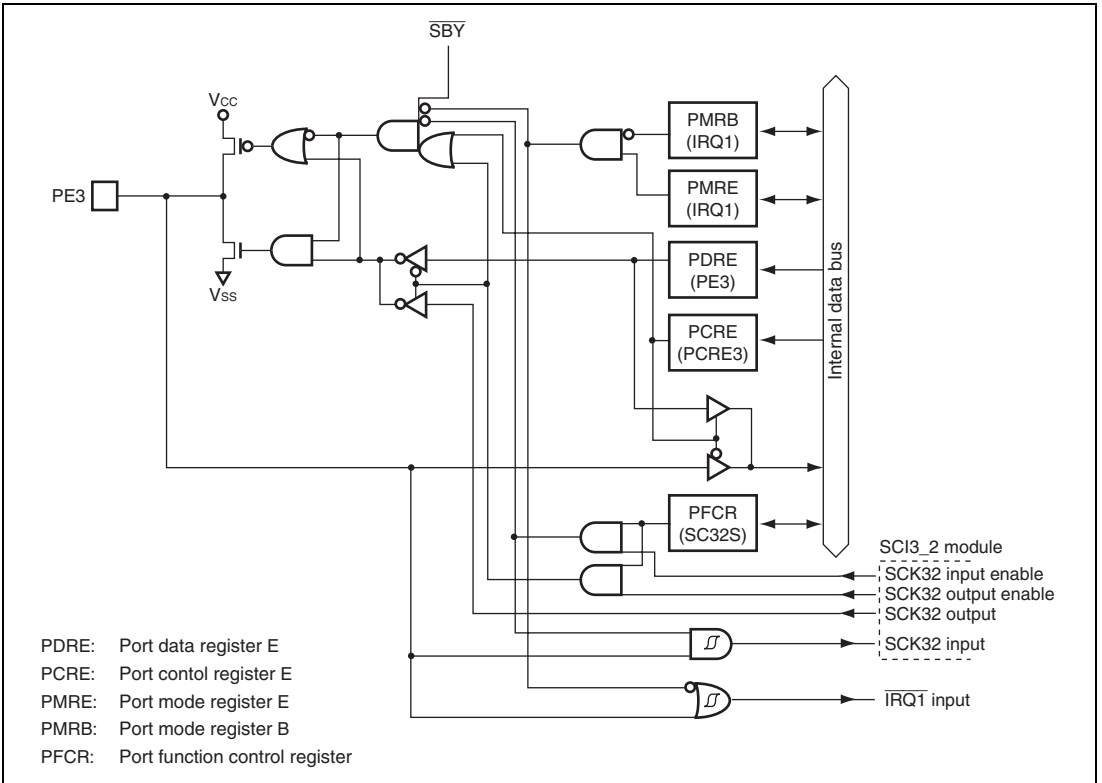 SBY
VCC
PE3
VSS
PMRB
(IRQ1)
PMRE
(IRQ1)
PDRE
(PE3)
PCRE
(PCRE3)
PFCR
(SC32S)
Internal data bus
SCI3_2 module
SCK32 input enable
SCK32 output enable
SCK32 output
SCK32 input
IRQ1 input
PDRE: Port data register E
PCRE: Port contol register E
PMRE: Port mode register E
PMRB: Port mode register B
PFCR: Port function control register